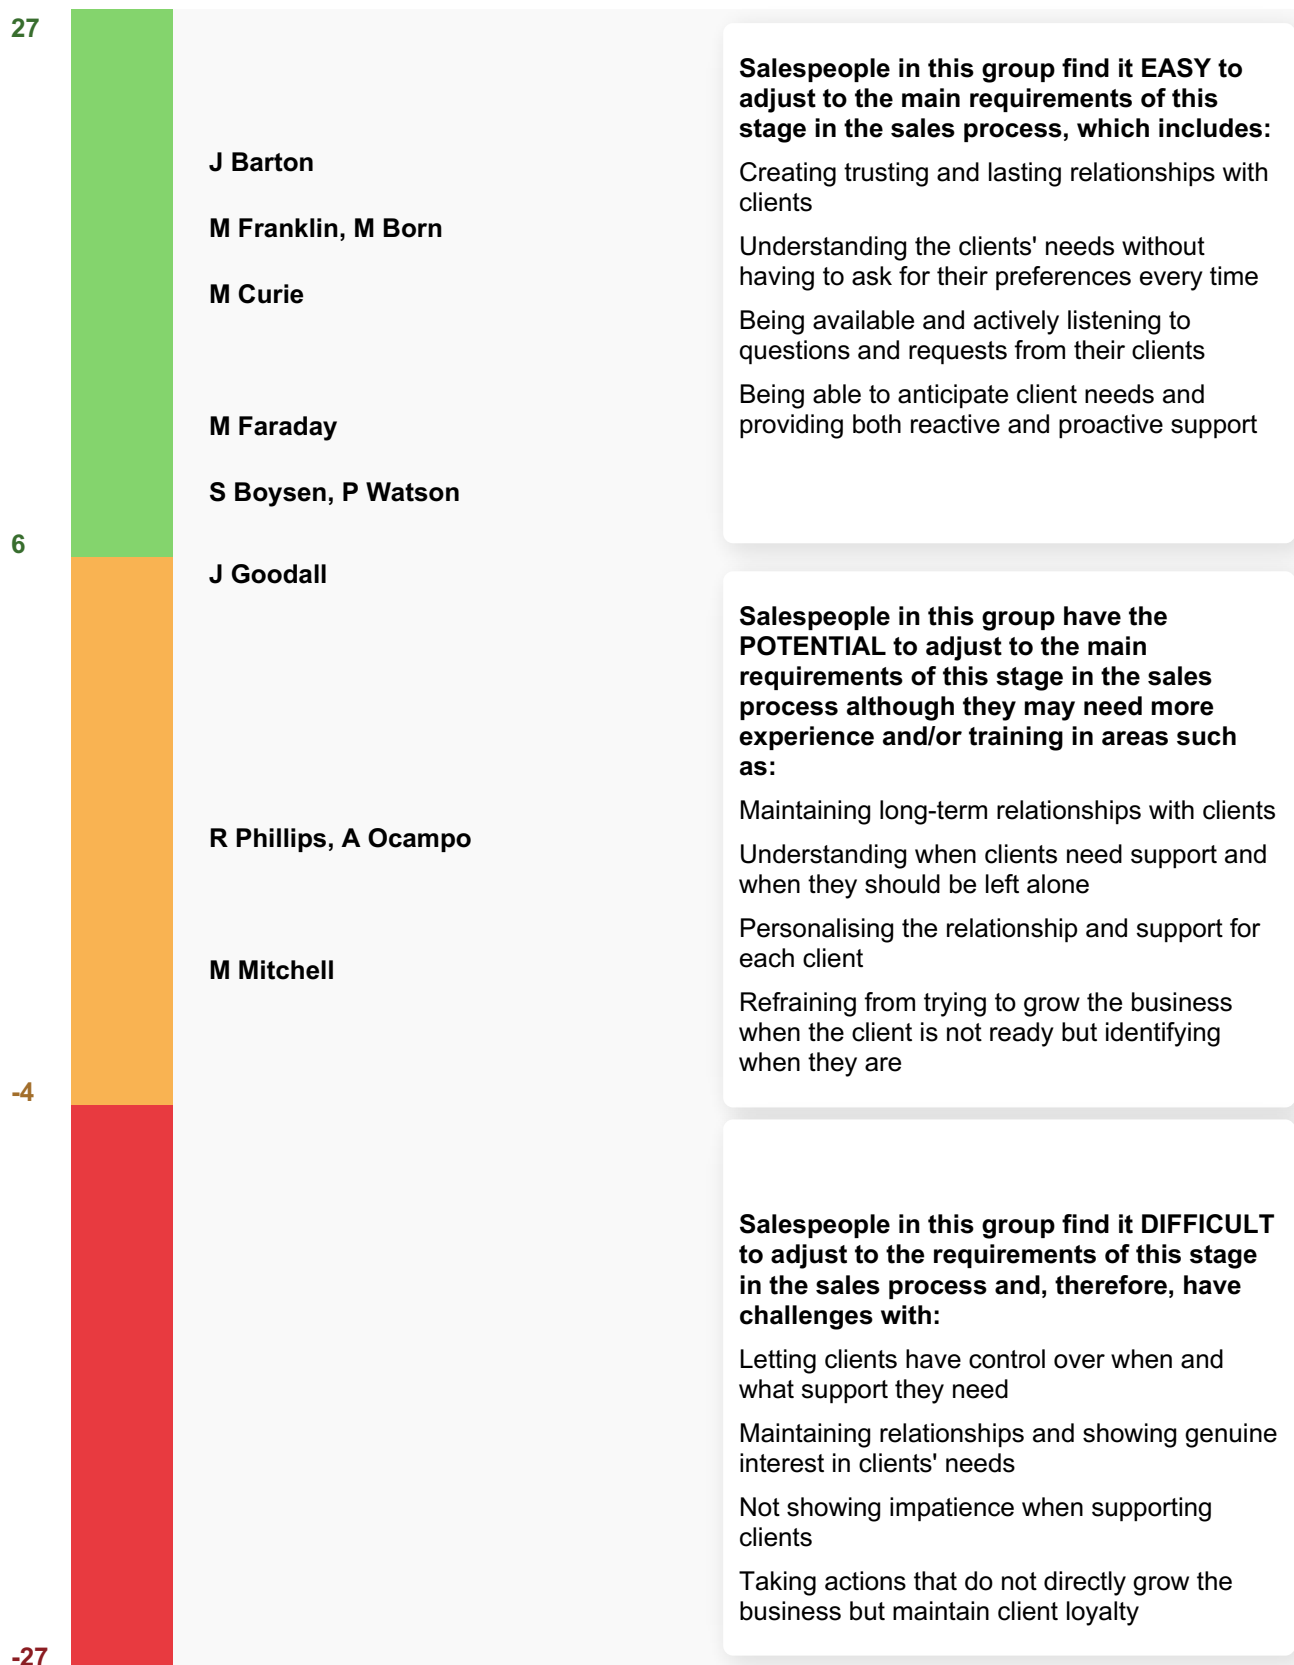 27
Salespeople in this group find it EASY to
adjust to the main requirements of this
stage in the sales process, which includes:
J Barton
Creating trusting and lasting relationships with
clients
M Franklin, M Born
Understanding the clients' needs without
having to ask for their preferences every time
M Curie
Being available and actively listening to
questions and requests from their clients
Being able to anticipate client needs and
providing both reactive and proactive support
M Faraday
S Boysen, P Watson
6
J Goodall
Salespeople in this group have the
POTENTIAL to adjust to the main
requirements of this stage in the sales
process although they may need more
experience and/or training in areas such
as:
Maintaining long-term relationships with clients
R Phillips, A Ocampo
Understanding when clients need support and
when they should be left alone
Personalising the relationship and support for
each client
M Mitchell
Refraining from trying to grow the business
when the client is not ready but identifying
when they are
-4
Salespeople in this group find it DIFFICULT
to adjust to the requirements of this stage
in the sales process and, therefore, have
challenges with:
Letting clients have control over when and
what support they need
Maintaining relationships and showing genuine
interest in clients' needs
Not showing impatience when supporting
clients
Taking actions that do not directly grow the
business but maintain client loyalty
-27